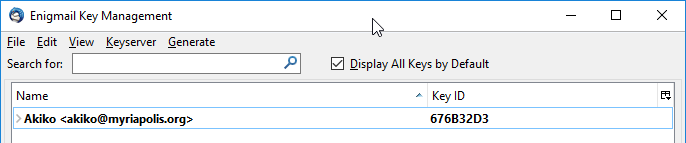 Enigmail Key Management
File Edit View Keyserver Generate
Search for: Display All Keys by Default
Name Key ID
Akiko <akiko@myriapolis.org> 676B32D3